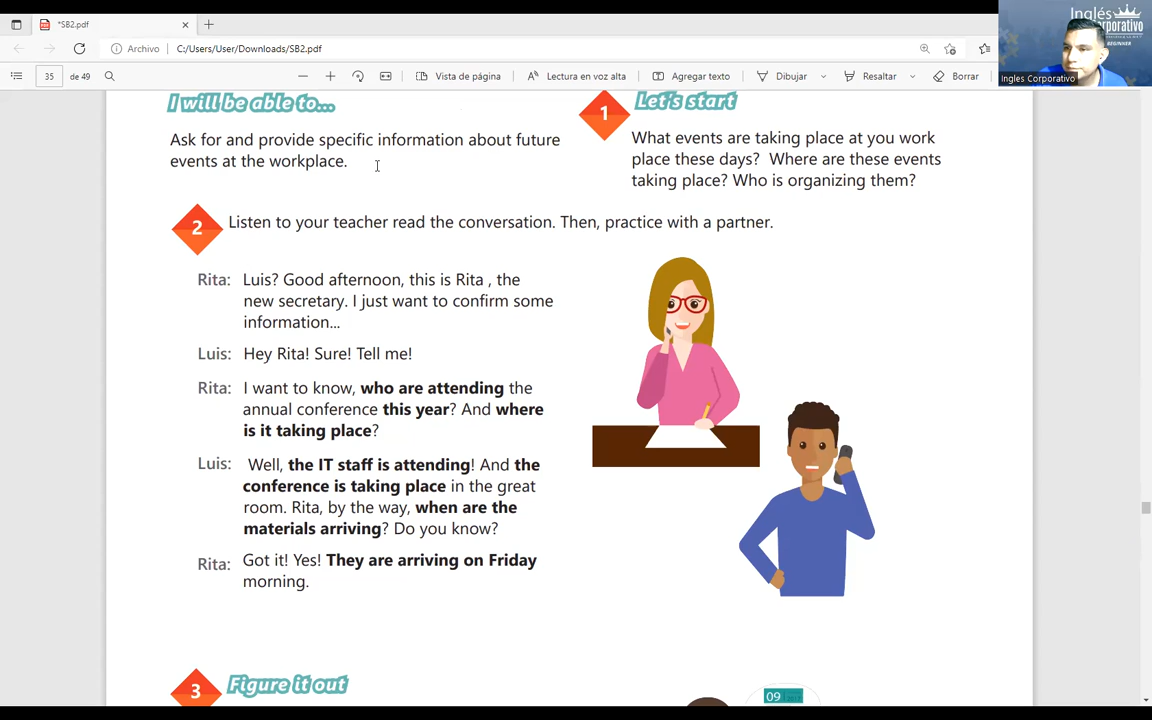 *SB2.pdf
Archivo
C:/Users/User/Downloads/SB2.pdf
35
de 49
Vista de página
Lectura en voz alta
Agregar texto
Dibujar
Resaltar
Borrar
Inglés
Corporativo
BEGINNER
Ingles Corporativo
I will be able to...
Ask for and provide specific information about future
events at the workplace.
1
Let's start
What events are taking place at you work
place these days?  Where are these events
taking place? Who is organizing them?
2
Listen to your teacher read the conversation. Then, practice with a partner.
Rita: Luis? Good afternoon, this is Rita , the
new secretary. I just want to confirm some
information...
Luis: Hey Rita! Sure! Tell me!
Rita: I want to know, who are attending the
annual conference this year? And where
is it taking place?
Luis: Well, the IT staff is attending! And the
conference is taking place in the great
room. Rita, by the way, when are the
materials arriving? Do you know?
Rita: Got it! Yes! They are arriving on Friday
morning.
3
Figure it out
09